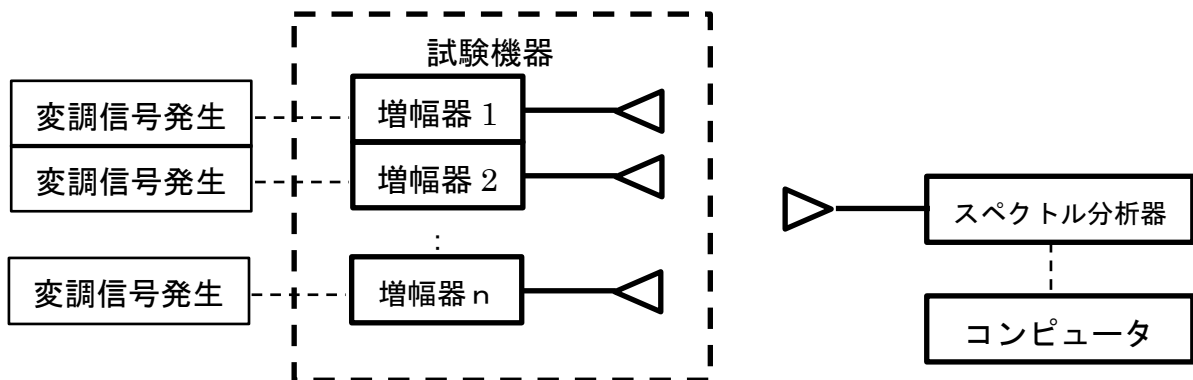 試験機器
変調信号発生
増幅器 1
変調信号発生
増幅器 2
:
変調信号発生
増幅器 n
スペクトル分析器
コンピュータ